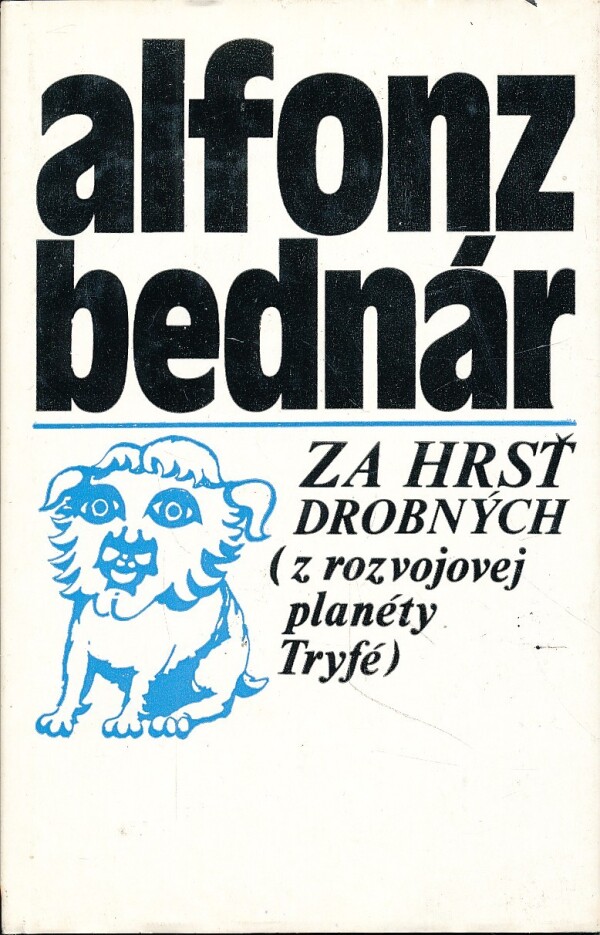 alfonz
bednár
ZA HRSŤ
DROBNÝCH
(z rozvojovej
planéty
Tryfé)